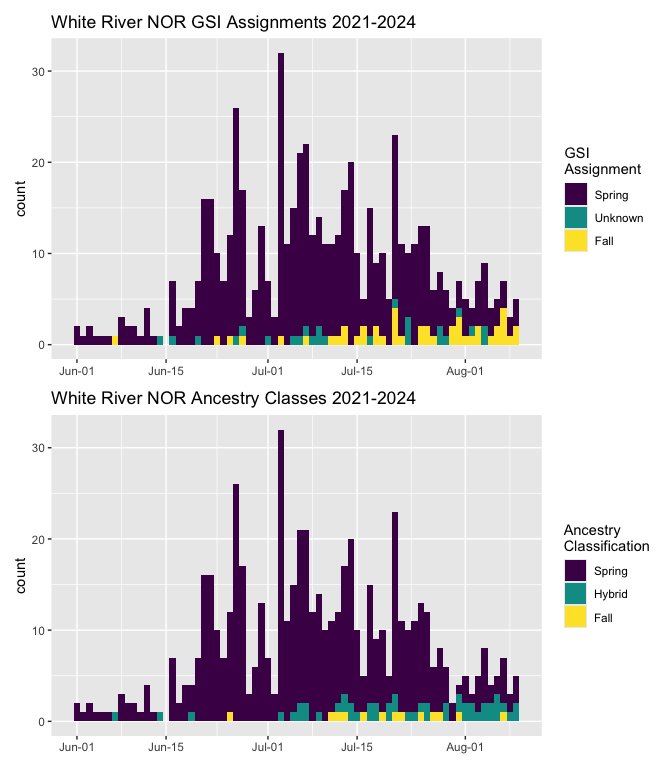 White River NOR GSI Assignments 2021-2024
30
20
10
0
count
Jun-01
Jun-15
Jul-01
Jul-15
Aug-01
GSI
Assignment
Spring
Unknown
Fall
White River NOR Ancestry Classes 2021-2024
30
20
10
0
count
Jun-01
Jun-15
Jul-01
Jul-15
Aug-01
Ancestry
Classification
Spring
Hybrid
Fall